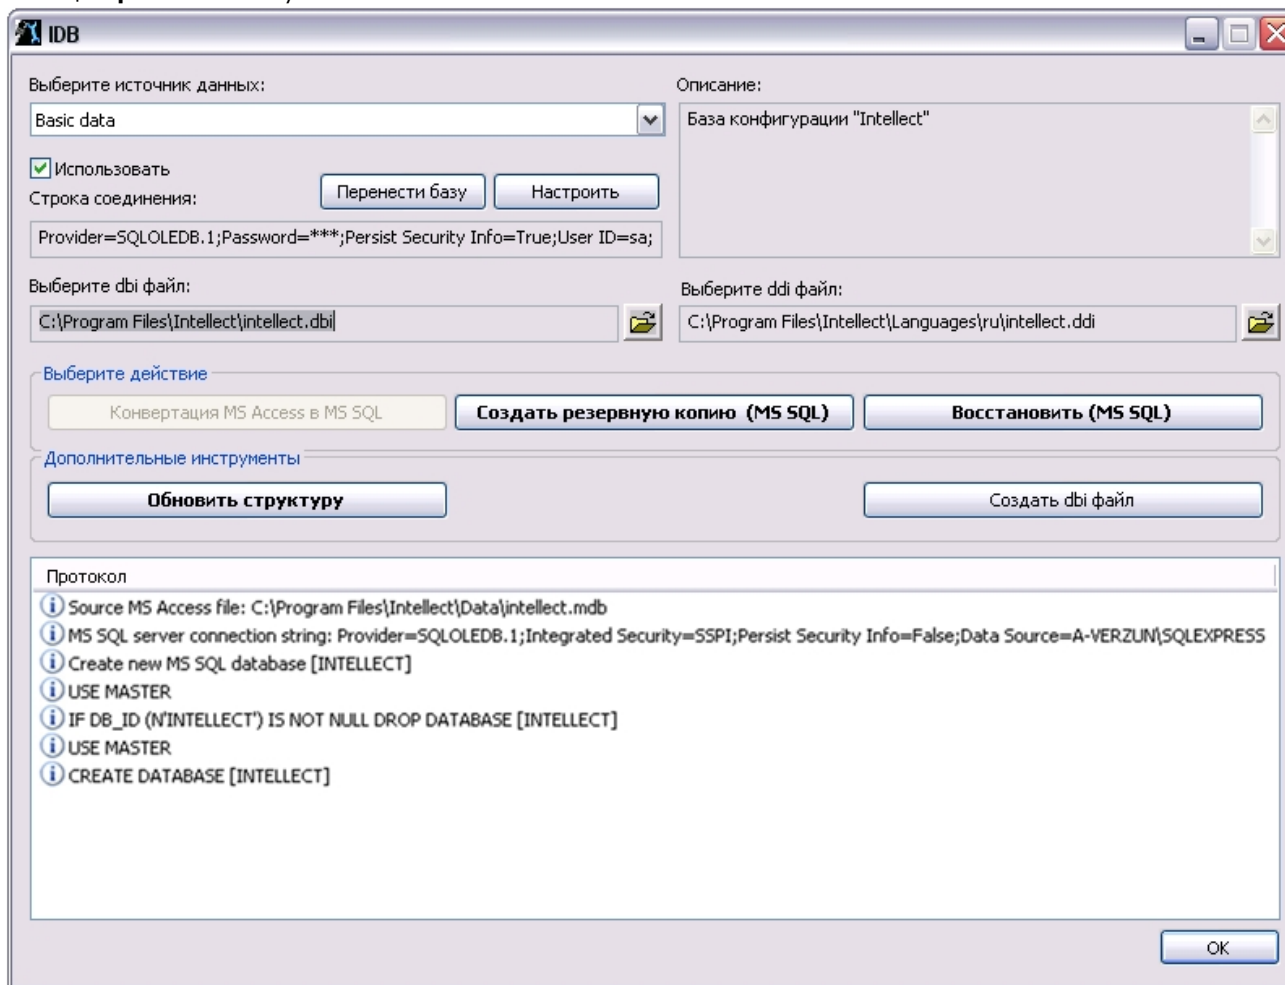 IDB
Выберите источник данных:
Описание:
Basic data
База конфигурации "Intellect"
Использовать
Строка соединения:
Перенести базу
Настроить
Provider=SQLOLEDB.1;Password=***;Persist Security Info=True;User ID=sa;
Выберите dbi файл:
Выберите ddi файл:
C:\Program Files\Intellect\intellect.dbi
C:\Program Files\Intellect\Languages\ru\intellect.ddi
Выберите действие
Конвертация MS Access в MS SQL
Создать резервную копию (MS SQL)
Восстановить (MS SQL)
Дополнительные инструменты
Обновить структуру
Создать dbi файл
Протокол
Source MS Access file: C:\Program Files\Intellect\Data\intellect.mdb
MS SQL server connection string: Provider=SQLOLEDB.1;Integrated Security=SSPI;Persist Security Info=False;Data Source=A-VERZUN\SQLEXPRESS
Create new MS SQL database [INTELLECT]
USE MASTER
IF DB_ID (N'INTELLECT') IS NOT NULL DROP DATABASE [INTELLECT]
USE MASTER
CREATE DATABASE [INTELLECT]
OK